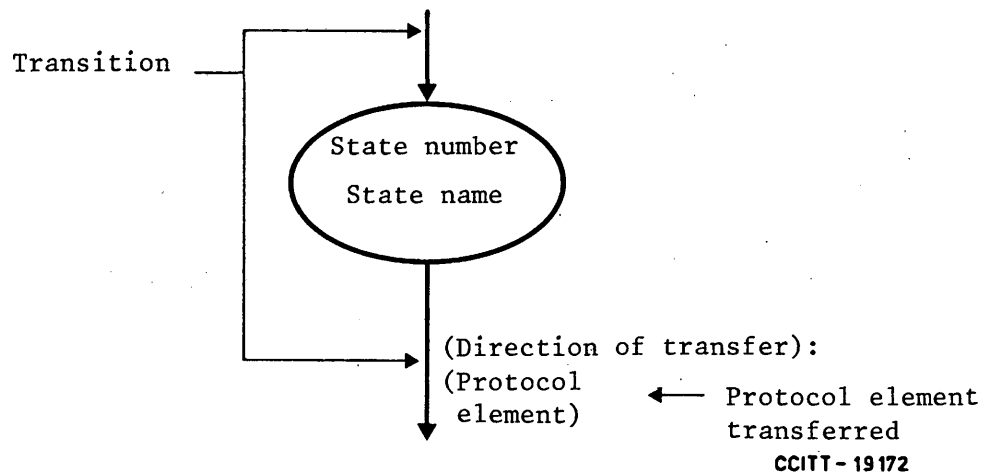 Transition
State number
State name
(Direction of transfer):
(Protocol
element)
Protocol element
transferred
CCITT - 19172